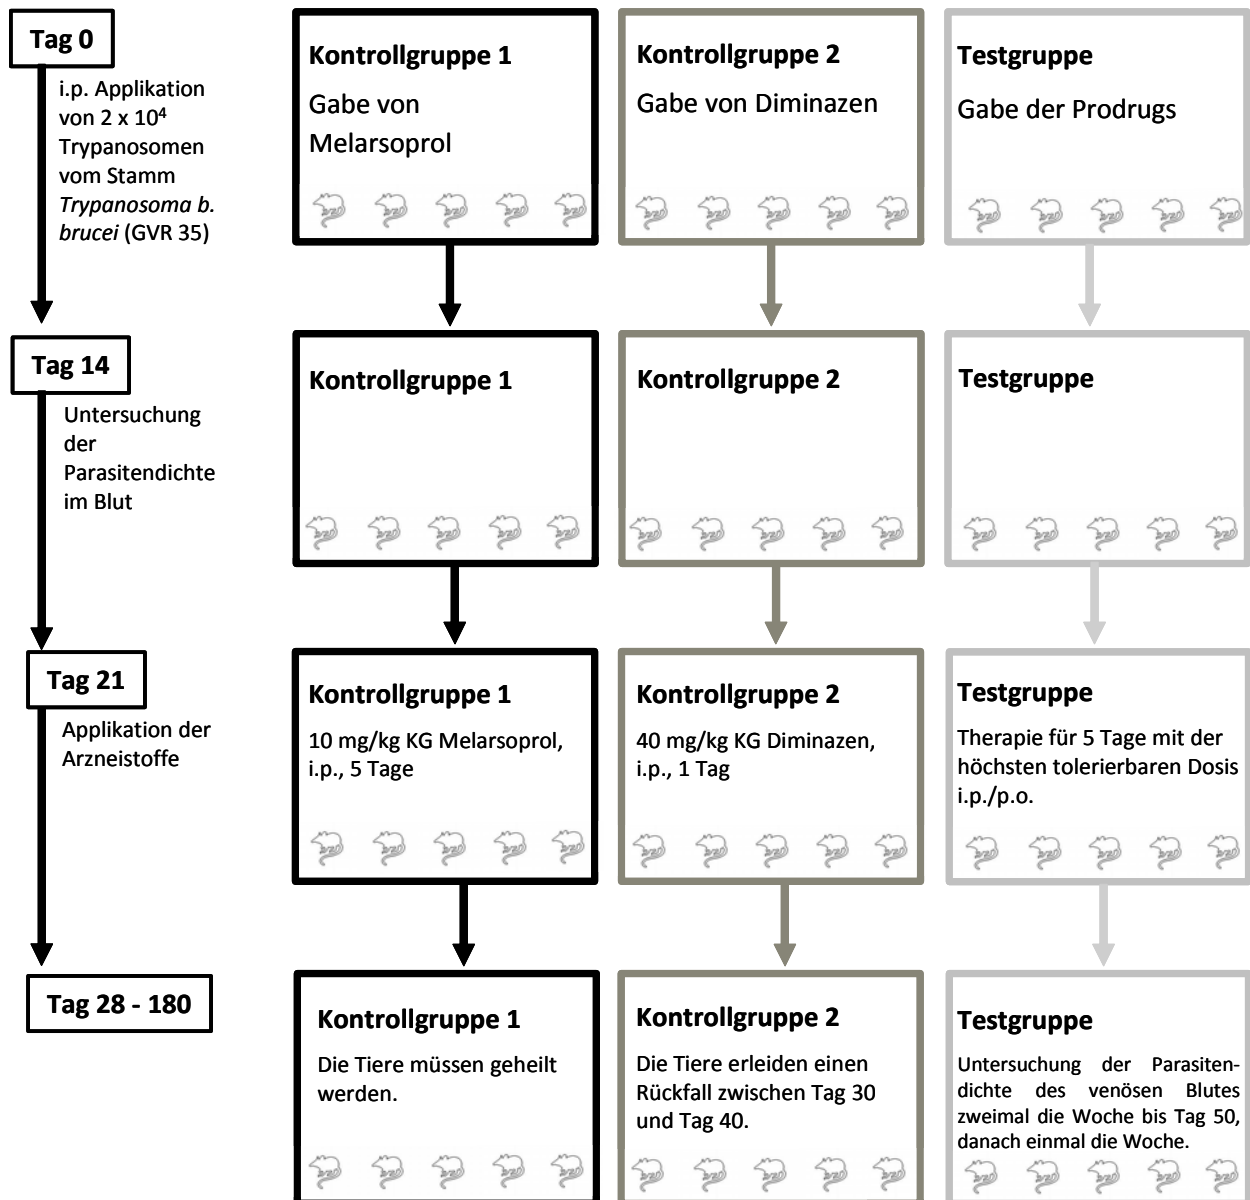 Tag 0
i.p. Applikation
von 2 x 10⁴
Trypanosomen
vom Stamm
Trypanosoma b.
brucei (GVR 35)
Kontrollgruppe 1
Gabe von
Melarsoprol
Kontrollgruppe 2
Gabe von Diminazen
Testgruppe
Gabe der Prodrugs
Tag 14
Untersuchung
der
Parasitendichte
im Blut
Kontrollgruppe 1
Kontrollgruppe 2
Testgruppe
Tag 21
Applikation der
Arzneistoffe
Kontrollgruppe 1
10 mg/kg KG Melarsoprol,
i.p., 5 Tage
Kontrollgruppe 2
40 mg/kg KG Diminazen,
i.p., 1 Tag
Testgruppe
Therapie für 5 Tage mit der
höchsten tolerierbaren Dosis
i.p./p.o.
Tag 28 - 180
Kontrollgruppe 1
Die Tiere müssen geheilt
werden.
Kontrollgruppe 2
Die Tiere erleiden einen
Rückfall zwischen Tag 30
und Tag 40.
Testgruppe
Untersuchung der Parasiten-
dichte des venösen Blutes
zweimal die Woche bis Tag 50,
danach einmal die Woche.